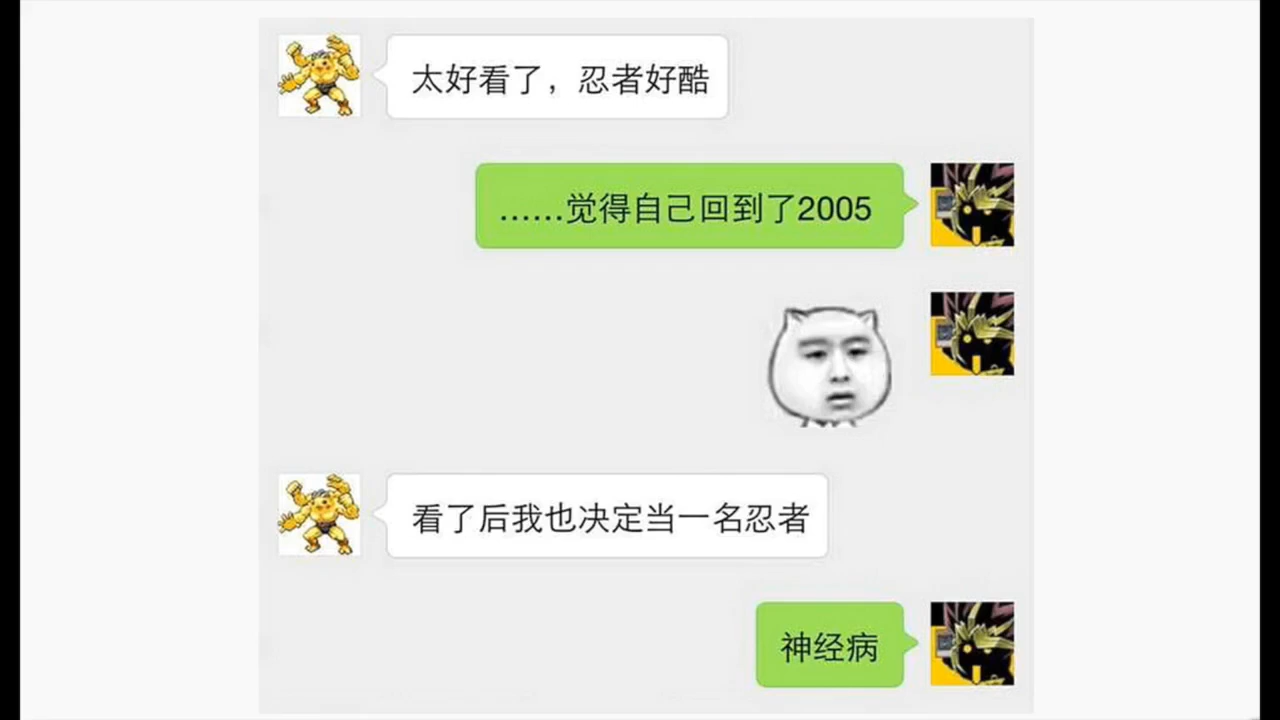 太好看了，忍者好酷
……觉得自己回到了2005
看了后我也决定当一名忍者
神经病